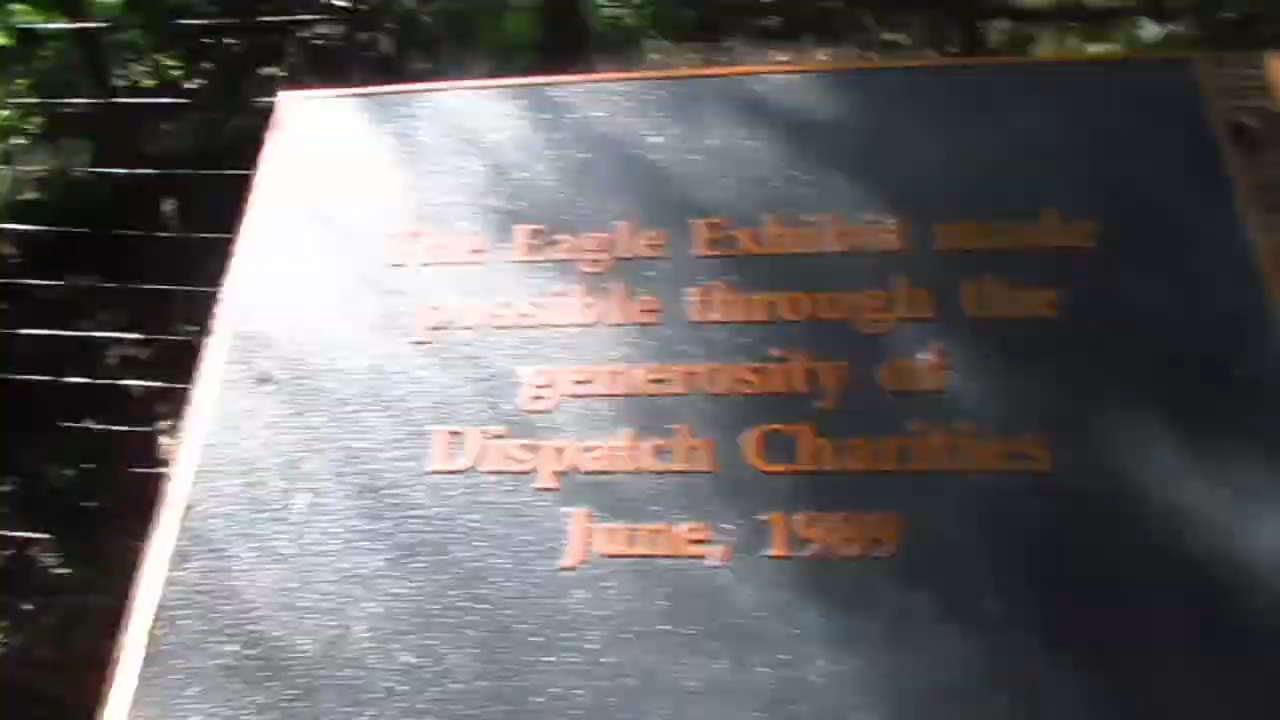 The Eagle Exhibit made
possible through the
generosity of
Dispatch Charities
June, 1989